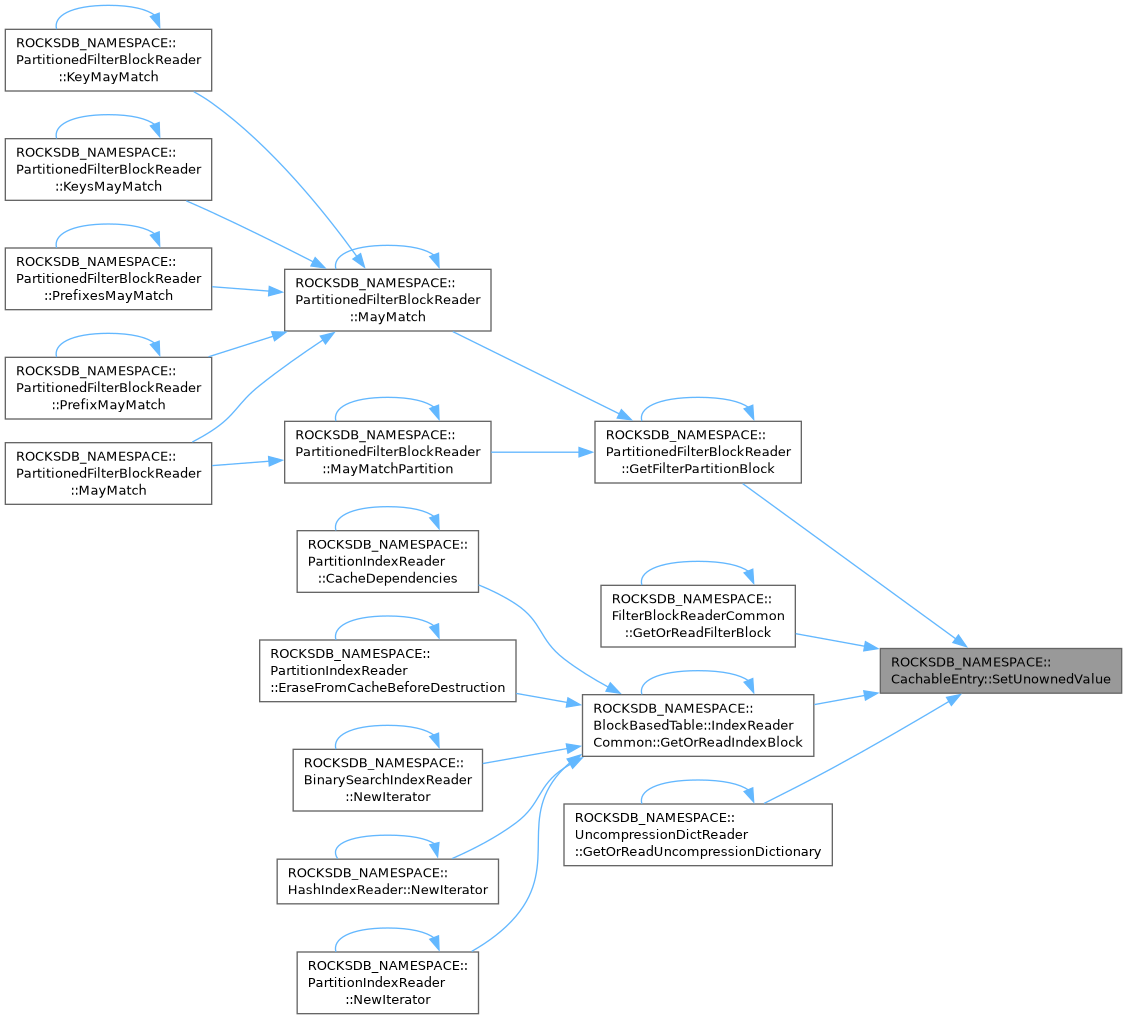 ROCKSDB_NAMESPACE::
PartitionedFilterBlockReader
::KeyMayMatch
ROCKSDB_NAMESPACE::
PartitionedFilterBlockReader
::KeysMayMatch
ROCKSDB_NAMESPACE::
PartitionedFilterBlockReader
::PrefixesMayMatch
ROCKSDB_NAMESPACE::
PartitionedFilterBlockReader
::PrefixMayMatch
ROCKSDB_NAMESPACE::
PartitionedFilterBlockReader
::MayMatch
ROCKSDB_NAMESPACE::
PartitionedFilterBlockReader
::MayMatch
ROCKSDB_NAMESPACE::
PartitionedFilterBlockReader
::MayMatchPartition
ROCKSDB_NAMESPACE::
PartitionedFilterBlockReader
::GetFilterPartitionBlock
ROCKSDB_NAMESPACE::
PartitionIndexReader
::CacheDependencies
ROCKSDB_NAMESPACE::
PartitionIndexReader
::EraseFromCacheBeforeDestruction
ROCKSDB_NAMESPACE::
BinarySearchIndexReader
::NewIterator
ROCKSDB_NAMESPACE::
HashIndexReader::NewIterator
ROCKSDB_NAMESPACE::
PartitionIndexReader
::NewIterator
ROCKSDB_NAMESPACE::
FilterBlockReaderCommon
::GetOrReadFilterBlock
ROCKSDB_NAMESPACE::
BlockBasedTable::IndexReader
Common::GetOrReadIndexBlock
ROCKSDB_NAMESPACE::
UncompressionDictReader
::GetOrReadUncompressionDictionary
ROCKSDB_NAMESPACE::
CachableEntry::SetUnownedValue